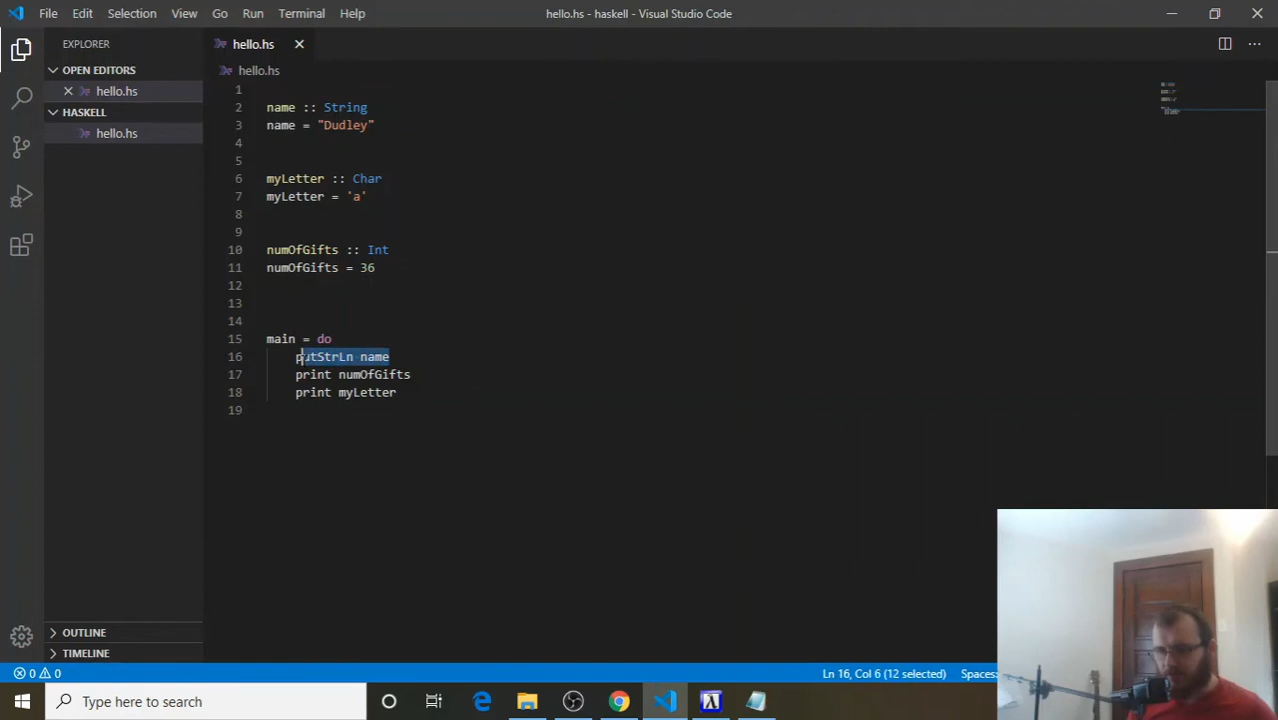 File Edit Selection View Go Run Terminal Help hello.hs - haskell - Visual Studio Code
EXPLORER
OPEN EDITORS
hello.hs
HASKELL
hello.hs
OUTLINE
TIMELINE
hello.hs
hello.hs
1
2 name :: String
3 name = "Dudley"
4
5
6 myLetter :: Char
7 myLetter = 'a'
8
9
10 numOfGifts :: Int
11 numOfGifts = 36
12
13
14
15 main = do
16 putStrLn name
17 print numOfGifts
18 print myLetter
19
0 0 Ln 16, Col 6 (12 selected) Spaces:
Type here to search